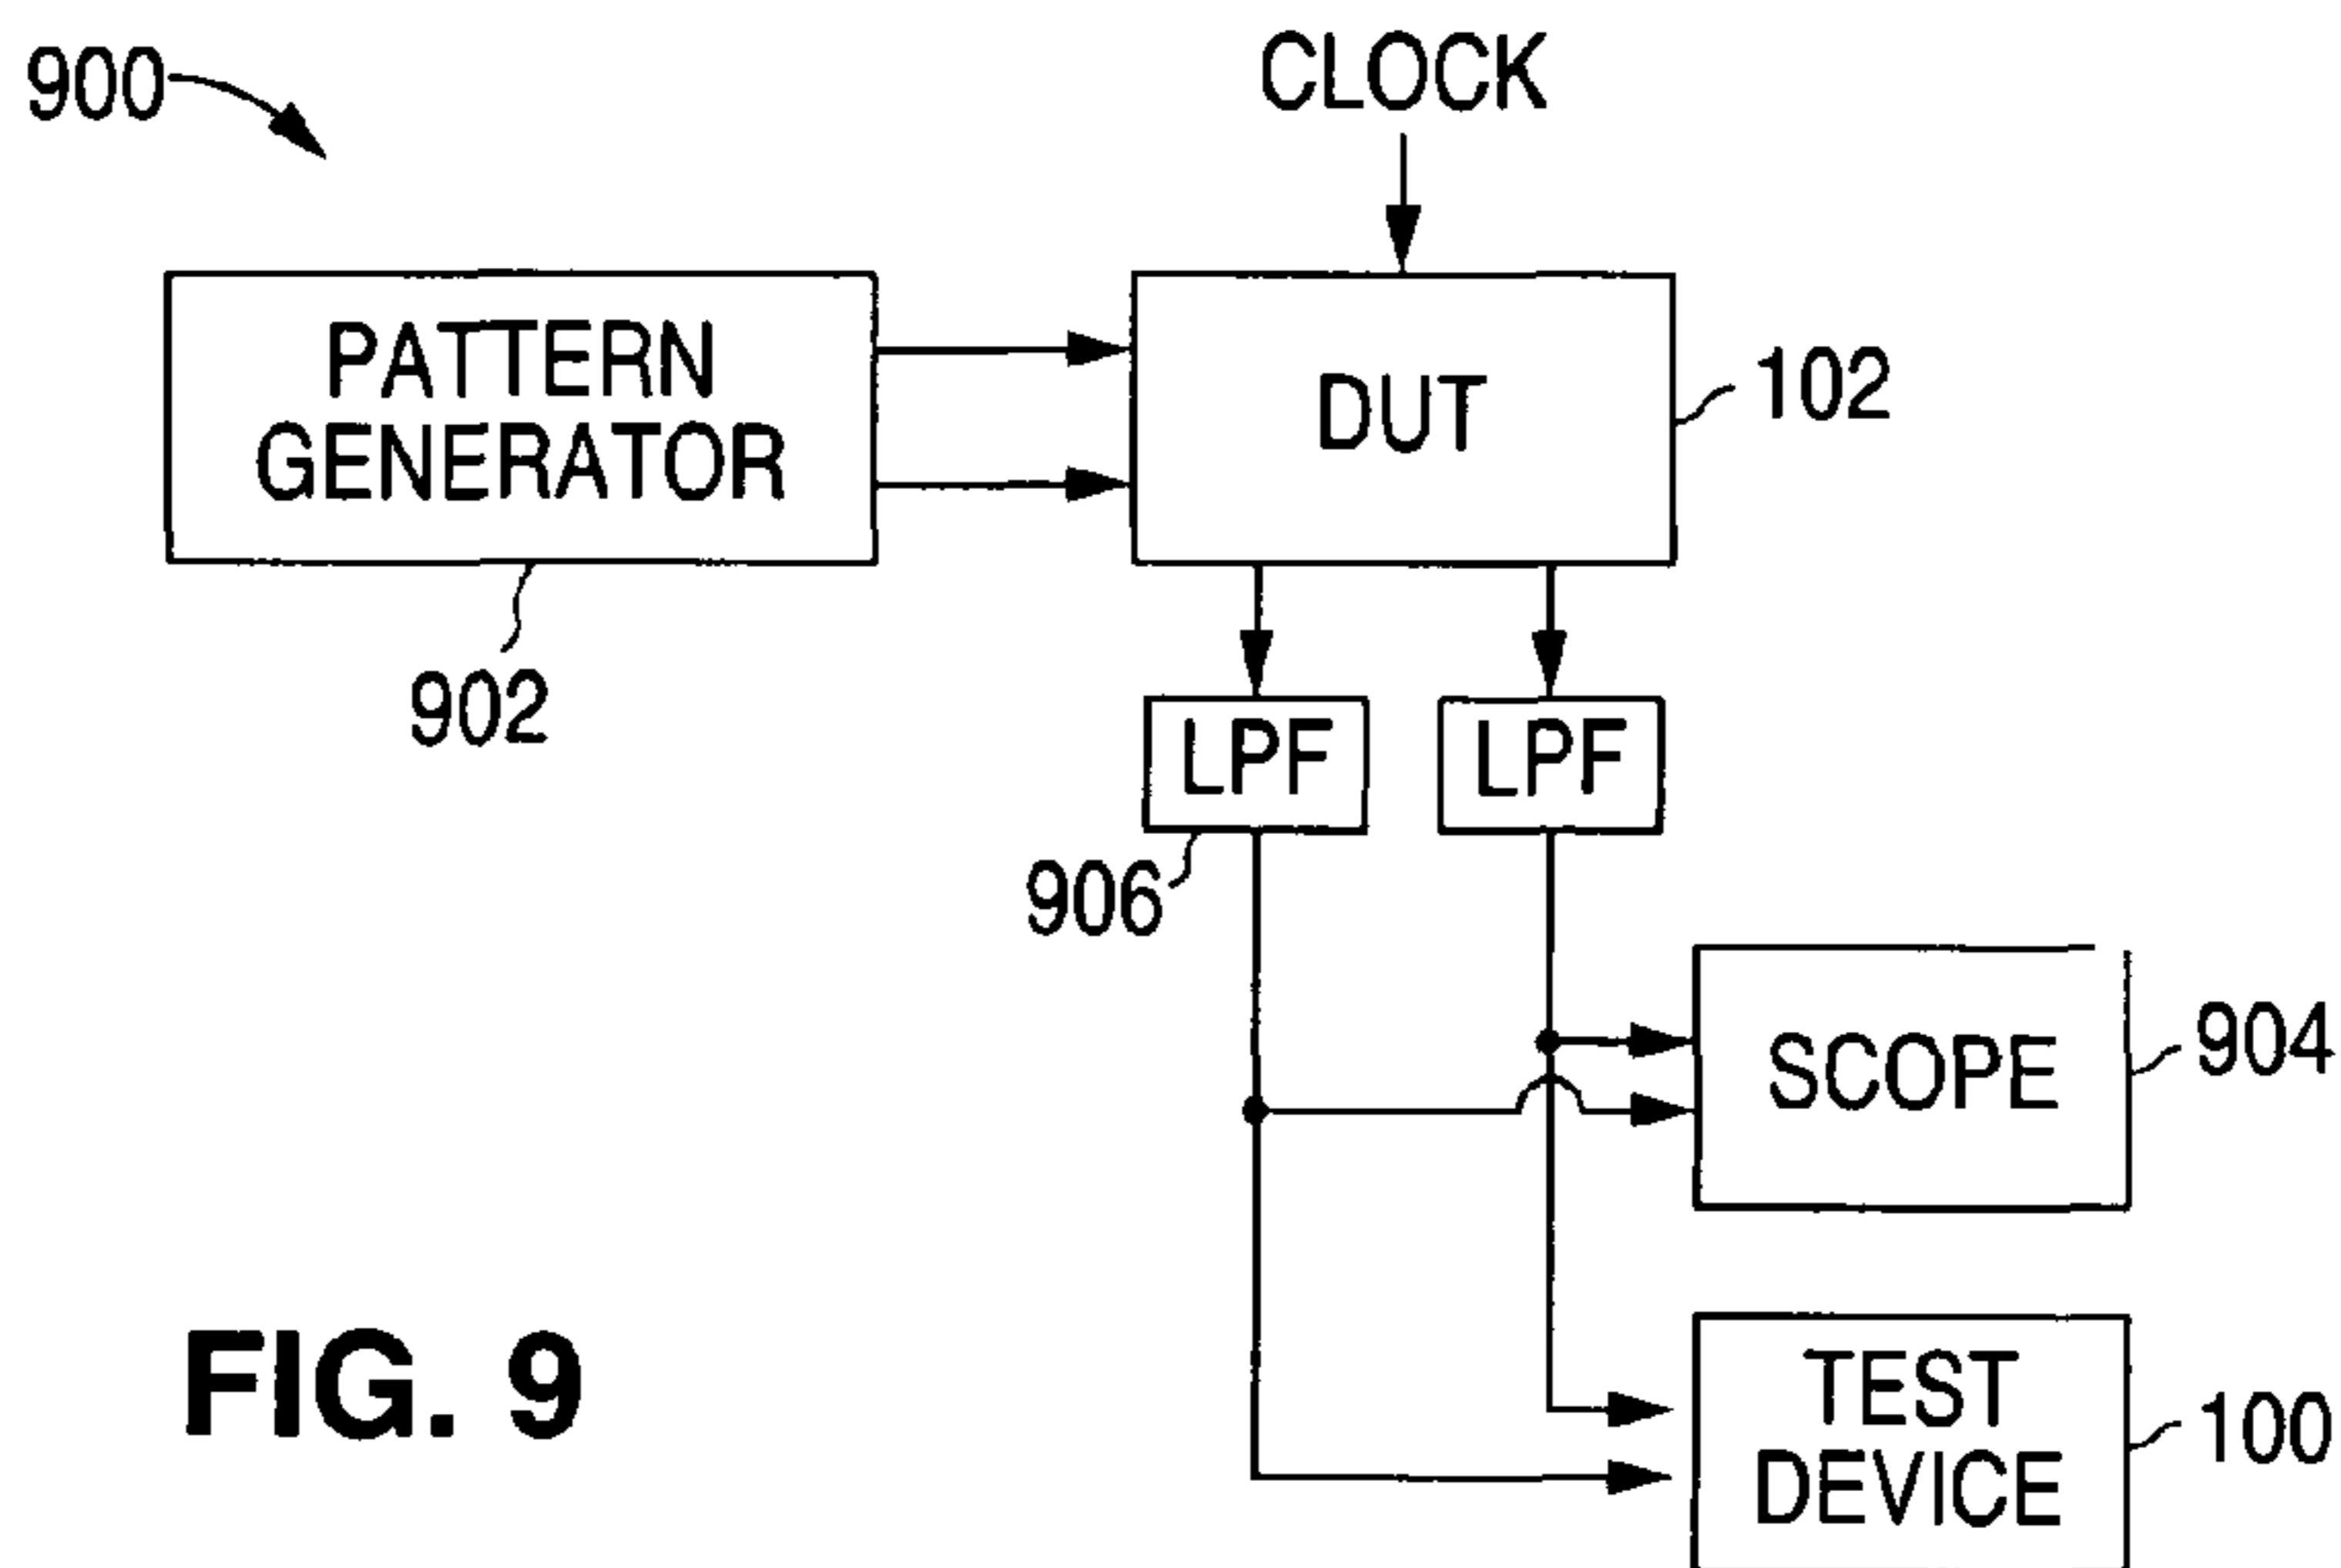 900
CLOCK
PATTERN
GENERATOR
DUT
102
902
LPF
LPF
906
SCOPE
904
FIG. 9
TEST
DEVICE
100